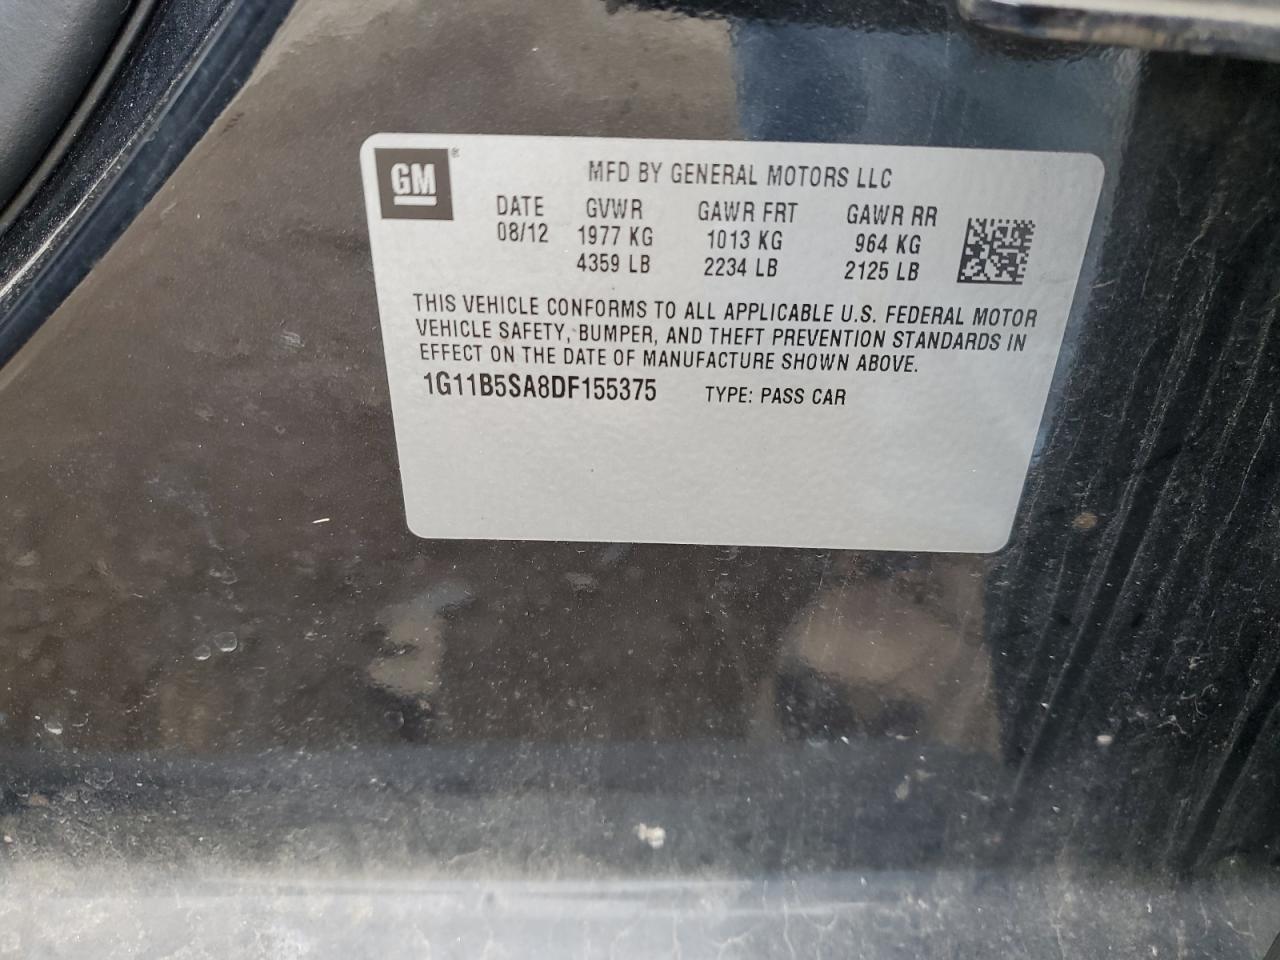 GM®
MFD BY GENERAL MOTORS LLC
DATE GVWR GAWR FRT GAWR RR
08/12 1977 KG 1013 KG 964 KG
4359 LB 2234 LB 2125 LB
THIS VEHICLE CONFORMS TO ALL APPLICABLE U.S. FEDERAL MOTOR
VEHICLE SAFETY, BUMPER, AND THEFT PREVENTION STANDARDS IN
EFFECT ON THE DATE OF MANUFACTURE SHOWN ABOVE.
1G11B5SA8DF155375 TYPE: PASS CAR